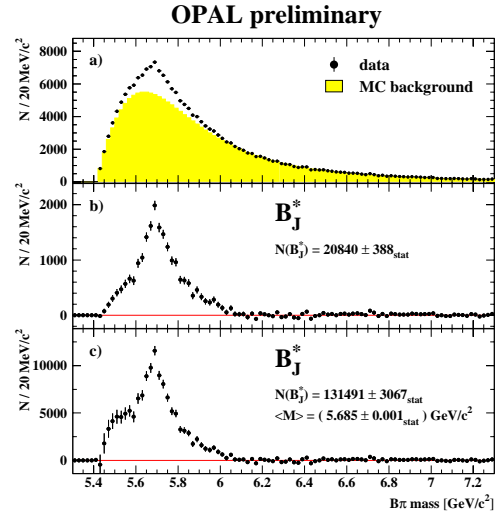 OPAL preliminary
N / 20 MeV/c²
8000
6000
4000
2000
0
a)
data
MC background
N / 20 MeV/c²
2000
1000
0
b)
B*J
N(B*J) = 20840 ± 388stat
N / 20 MeV/c²
10000
5000
0
c)
B*J
N(B*J) = 131491 ± 3067stat
<M> = ( 5.685 ± 0.001stat ) GeV/c²
5.4 5.6 5.8 6 6.2 6.4 6.6 6.8 7 7.2
Bπ mass [GeV/c²]